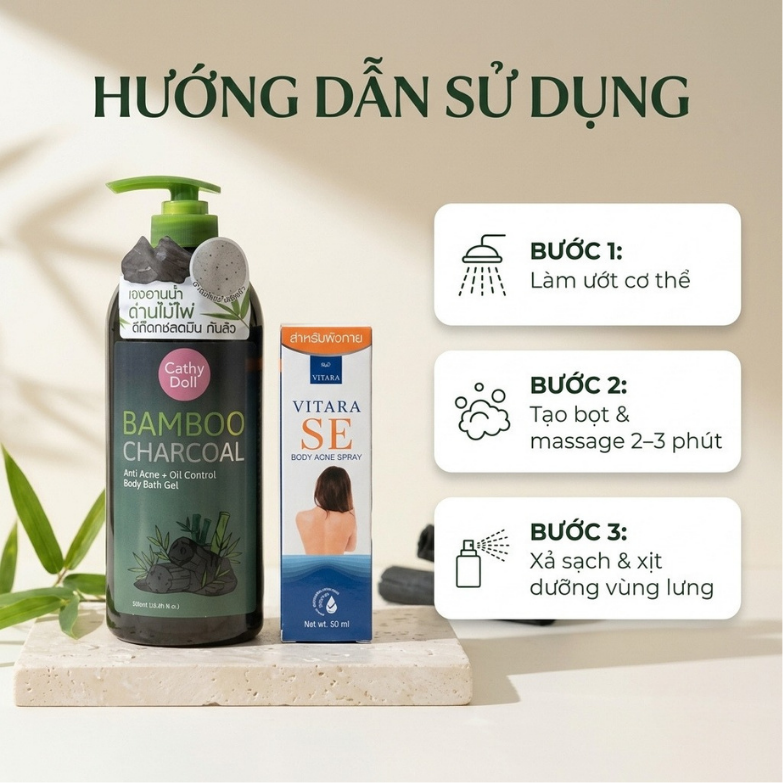 HƯỚNG DẪN SỬ DỤNG
Cathy
Doll
BAMBOO
CHARCOAL
Anti Acne + Oil Control
Body Bath Gel
สำหรับผิวกาย
VITARA
VITARA
SE
BODY ACNE SPRAY
Net wt. 50 ml
BƯỚC 1:
Làm ướt cơ thể
BƯỚC 2:
Tạo bọt &
massage 2–3 phút
BƯỚC 3:
Xả sạch & xịt
dưỡng vùng lưng